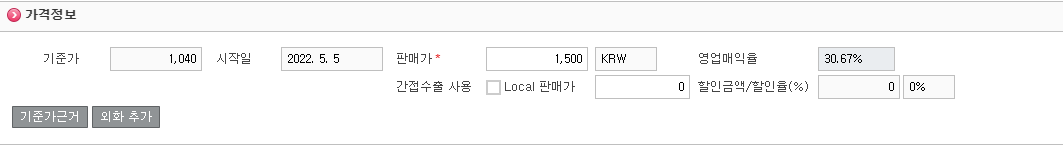 가격정보
기준가 1,040 시작일 2022. 5. 5 판매가* 1,500 KRW 영업매익율 30.67%
간접수출 사용 Local 판매가 0 할인금액/할인율(%) 0 0%
기준가근거 외화 추가